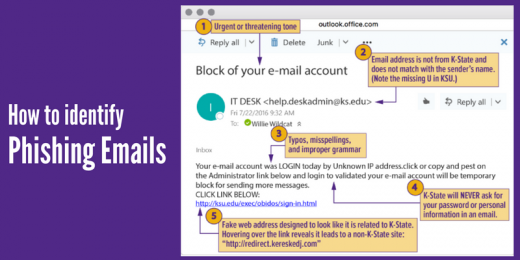 How to identify
Phishing Emails
outlook.office.com
1 Urgent or threatening tone
Reply all | Delete Junk | ...
Block of your e-mail account
2 Email address is not from K-State and
does not match with the sender's name.
(Note the missing U in KSU.)
I
IT DESK <help.deskadmin@ks.edu>
Fri 7/22/2016 9:32 AM
To: Willie Wildcat
Reply all |
Inbox
3 Typos, misspellings,
and improper grammar
Your e-mail account was LOGIN today by Unknown IP address.click or copy and pest on
the Administrator link below and login to validated your e-mail account will be temporary
block for sending more messages.
CLICK LINK BELOW:
http://ksu.edu/exec/obidos/sign-in.html
4 K-State will NEVER ask for
your password or personal
information in an email.
5 Fake web address designed to look like it is related to K-State.
Hovering over the link reveals it leads to a non-K-State site:
"http://redirect.kereskedj.com"